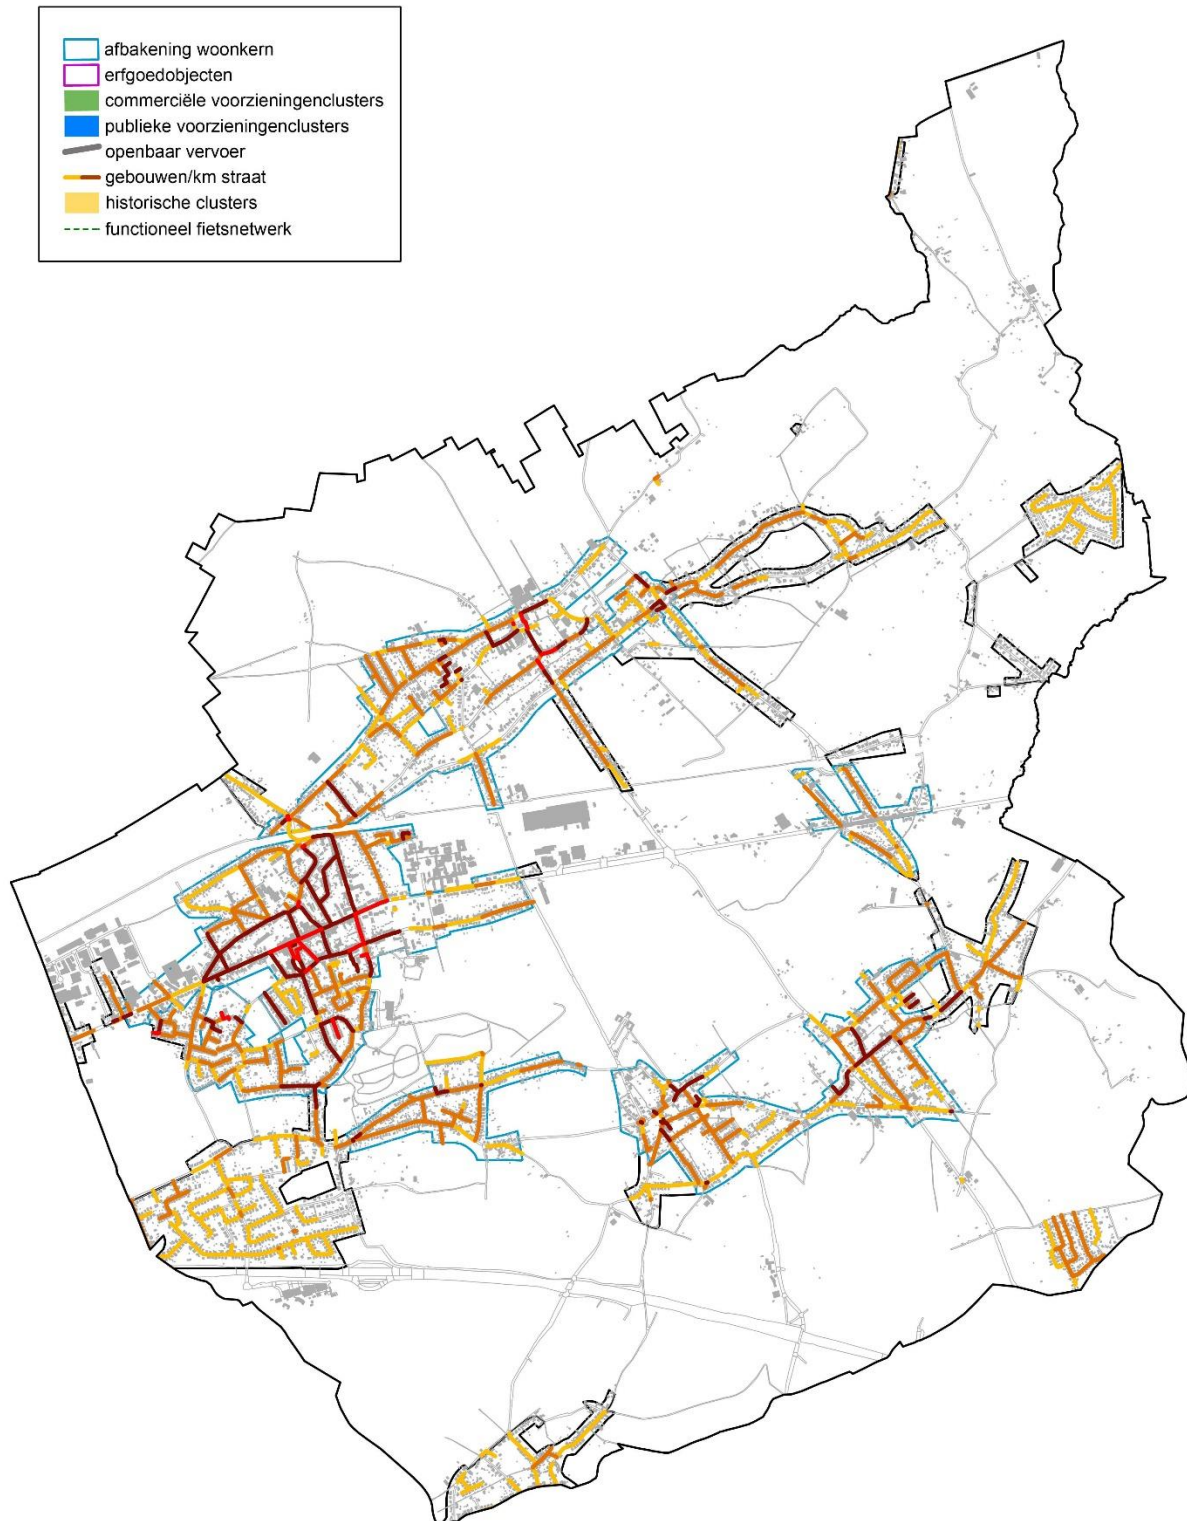 afbakening woonkern
erfgoedobjecten
commerciële voorzieningenclusters
publieke voorzieningenclusters
openbaar vervoer
gebouwen/km straat
historische clusters
functioneel fietsnetwerk